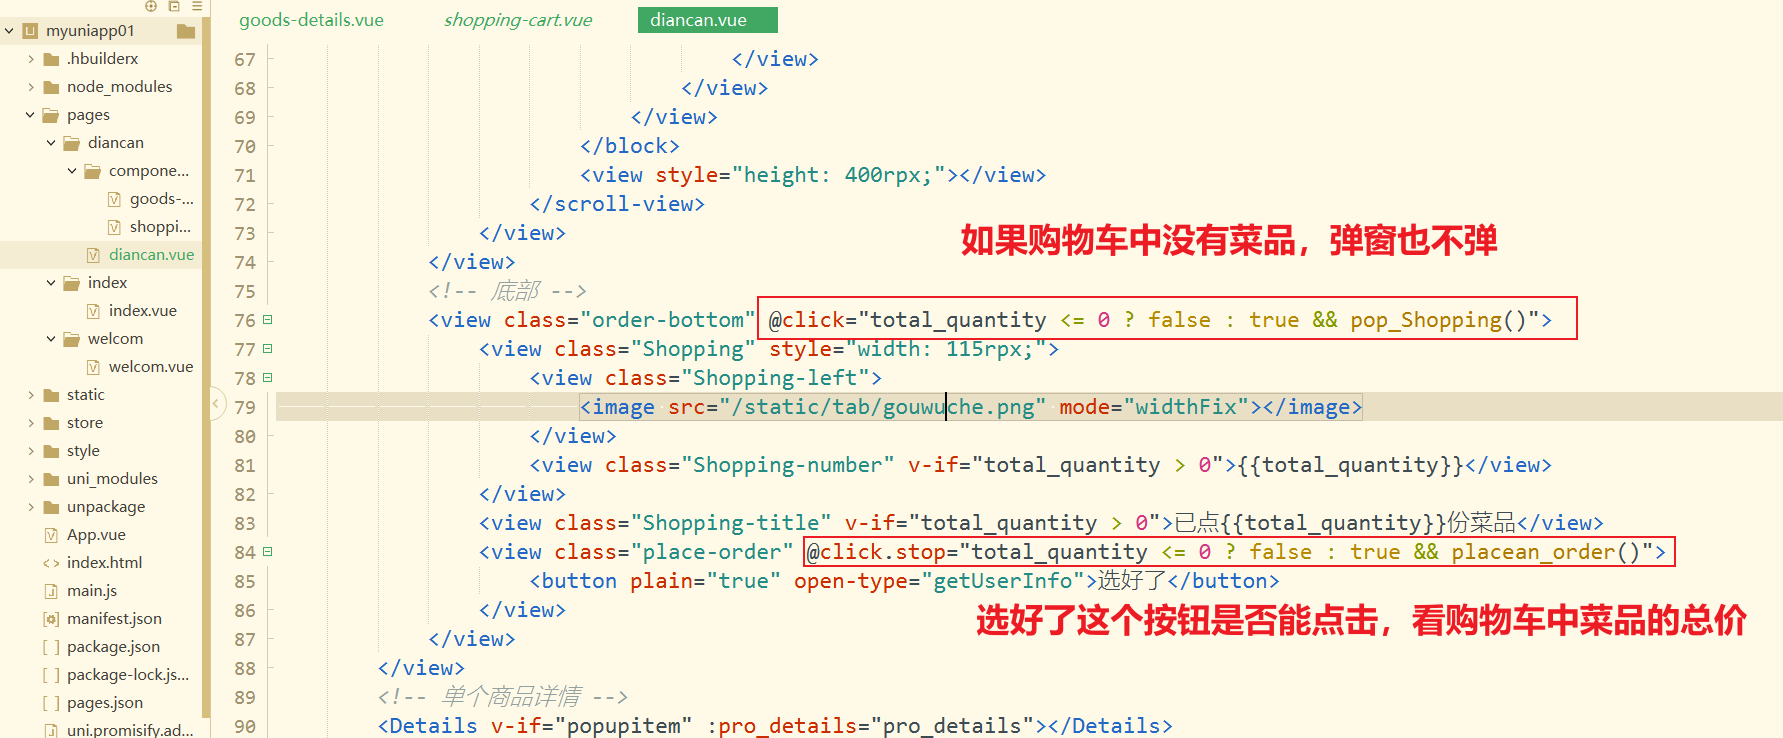 goods-details.vue shopping-cart.vue diancan.vue
myuniapp01
.hbuilderx
node_modules
pages
diancan
compone...
goods-...
shoppi...
diancan.vue
index
index.vue
welcom
welcom.vue
static
store
style
uni_modules
unpackage
App.vue
index.html
main.js
manifest.json
package.json
package-lock.js...
pages.json
uni.promisify.ad...
67 </view>
68 </view>
69 </view>
70 </block>
71 <view style="height: 400rpx;"></view>
72 </scroll-view>
73 </view>
如果购物车中没有菜品，弹窗也不弹
74 </view>
75 <!-- 底部 -->
76 <view class="order-bottom" @click="total_quantity <= 0 ? false : true && pop_Shopping()">
77 <view class="Shopping" style="width: 115rpx;">
78 <view class="Shopping-left">
79 <image src="/static/tab/gouwuche.png" mode="widthFix"></image>
80 </view>
81 <view class="Shopping-number" v-if="total_quantity > 0">{{total_quantity}}</view>
82 </view>
83 <view class="Shopping-title" v-if="total_quantity > 0">已点{{total_quantity}}份菜品</view>
84 <view class="place-order" @click.stop="total_quantity <= 0 ? false : true && placean_order()">
85 <button plain="true" open-type="getUserInfo">选好了</button>
86 </view>
选好了这个按钮是否能点击，看购物车中菜品的总价
87 </view>
88 </view>
89 <!-- 单个商品详情 -->
90 <Details v-if="popupitem" :pro_details="pro_details"></Details>